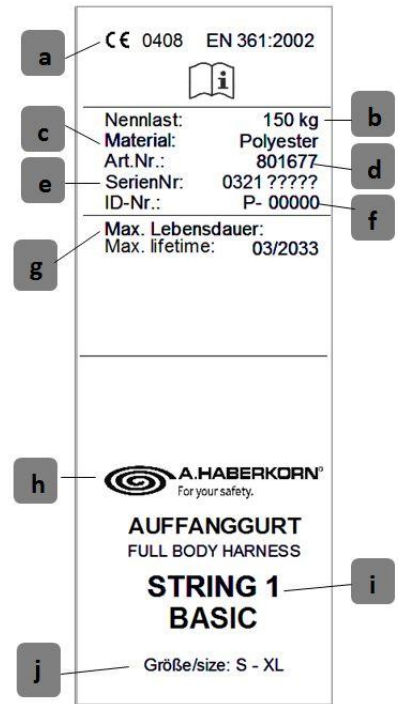 a
CE 0408 EN 361:2002
i
b
Nennlast: 150 kg
c
Material: Polyester
Art.Nr.: 801677
d
e
SerienNr: 0321 ?????
ID-Nr.: P- 00000
f
g
Max. Lebensdauer:
Max. lifetime: 03/2033
h
A.HABERKORN®
For your safety.
AUFFANGGURT
FULL BODY HARNESS
STRING 1
i
BASIC
j
Größe/size: S - XL